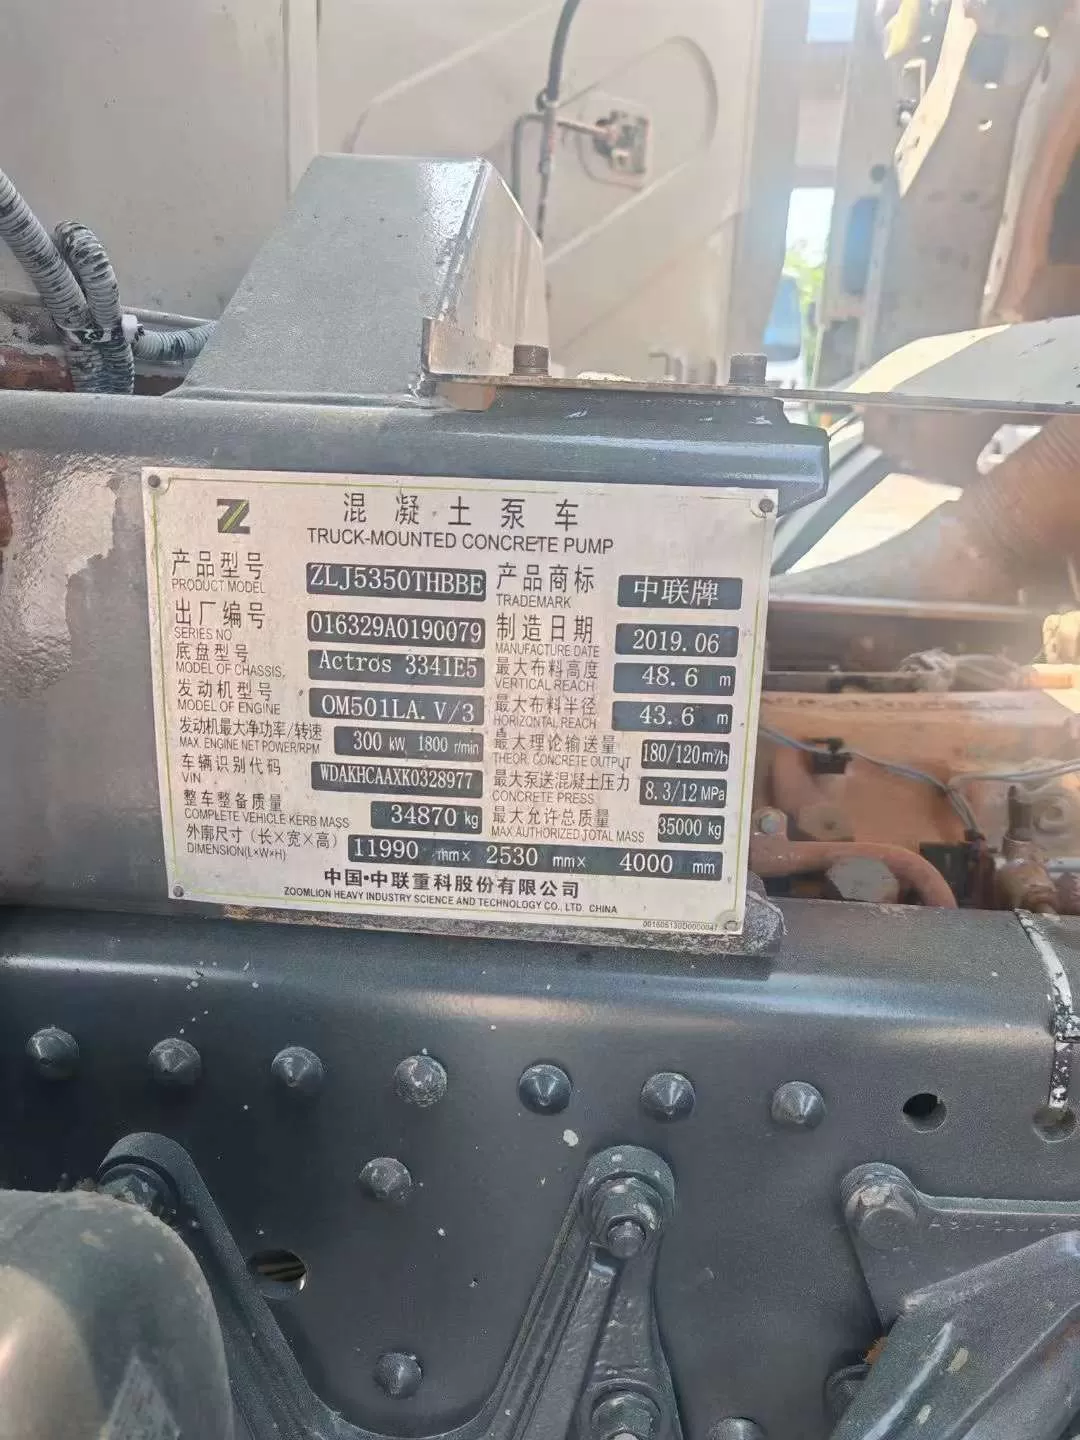 Z 混凝土泵车
TRUCK-MOUNTED CONCRETE PUMP
产品型号 ZLJ5350THBBE 产品商标 中联牌
PRODUCT MODEL TRADEMARK
出厂编号 016329A0190079 制造日期 2019.06
SERIES NO MANUFACTURE DATE
底盘型号 Actros 3341E5 最大布料高度 48.6 m
MODEL OF CHASSIS. VERTICAL REACH
发动机型号 OM501LA.V/3 最大布料半径 43.6 m
MODEL OF ENGINE HORIZONTAL REACH
发动机最大净功率/转速 300 kW 1800 r/min 最大理论输送量 180/120m³/h
MAX. ENGINE NET POWER/RPM THEOR. CONCRETE OUTPUT
车辆识别代码 WDAKHCAAXK0328977 最大泵送混凝土压力 8.3/12 MPa
VIN CONCRETE PRESS.
整车整备质量 34870 kg 最大允许总质量 35000 kg
COMPLETE VEHICLE KERB MASS MAX AUTHORIZED TOTAL MASS
外廓尺寸(长×宽×高) 11990 mm× 2530 mm× 4000 mm
DIMENSION(L×W×H)
中国·中联重科股份有限公司
ZOOMLION HEAVY INDUSTRY SCIENCE AND TECHNOLOGY CO., LTD. CHINA